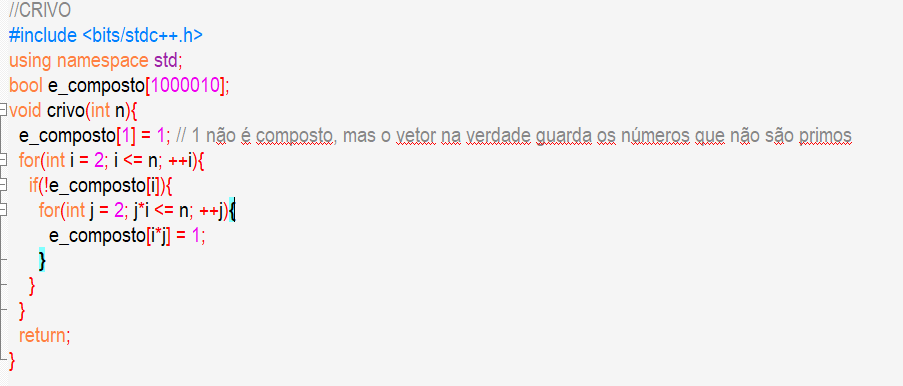 //CRIVO
#include <bits/stdc++.h>
using namespace std;
bool e_composto[1000010];
void crivo(int n){
e_composto[1] = 1; // 1 não é composto, mas o vetor na verdade guarda os números que não são primos
for(int i = 2; i <= n; ++i){
if(!e_composto[i]){
for(int j = 2; j*i <= n; ++j){
e_composto[i*j] = 1;
}
}
}
return;
}